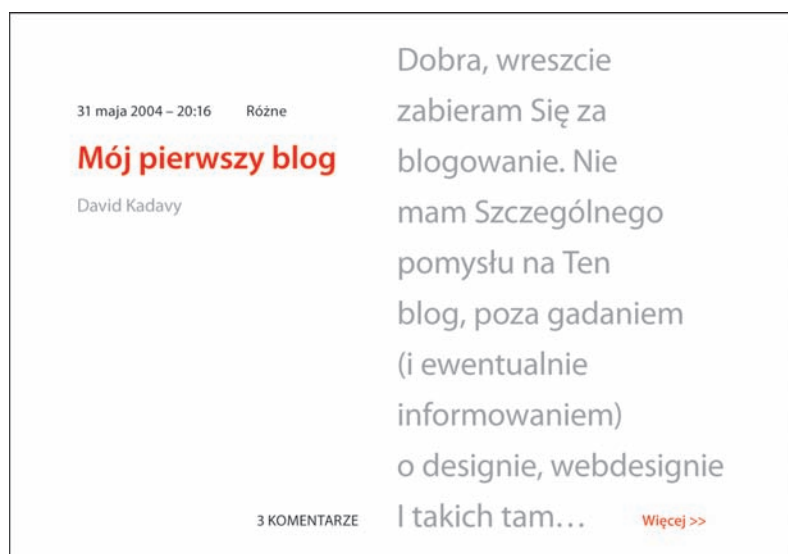 31 maja 2004 – 20:16 Różne
Mój pierwszy blog
David Kadavy
3 KOMENTARZE
Dobra, wreszcie
zabieram Się za
blogowanie. Nie
mam Szczególnego
pomysłu na Ten
blog, poza gadaniem
(i ewentualnie
informowaniem)
o designie, webdesignie
I takich tam…
Więcej >>